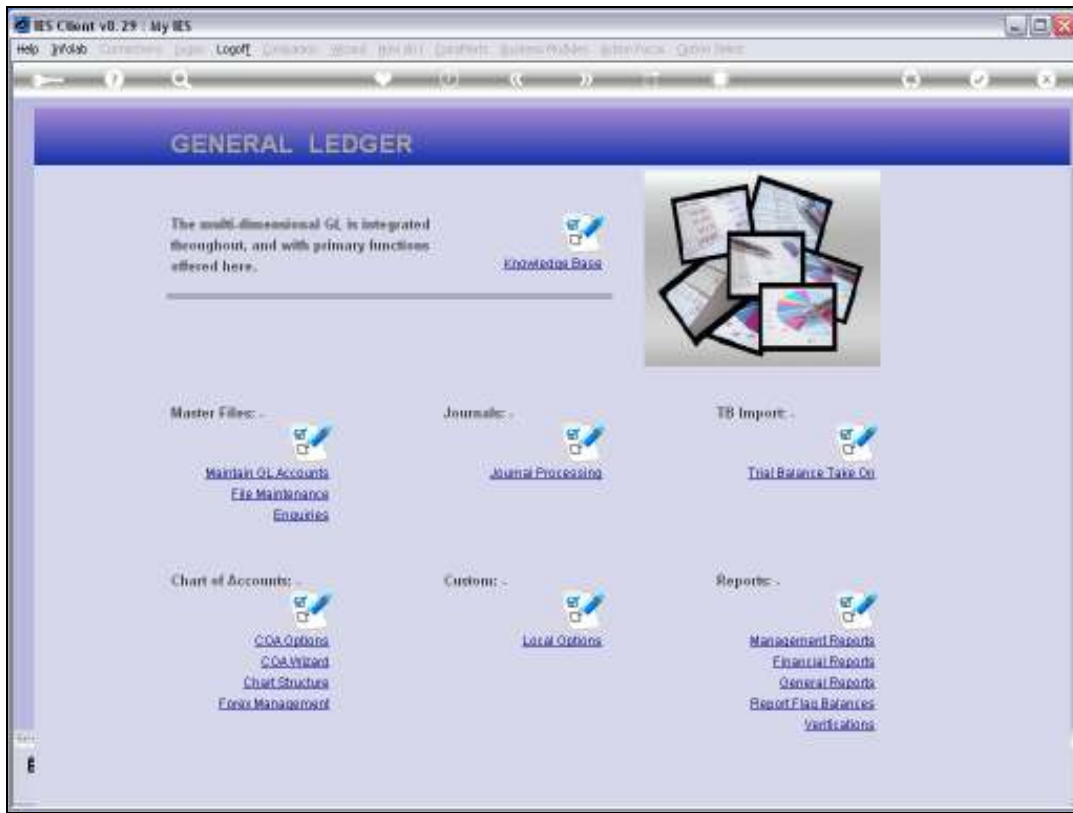 IES Client v0.29 : My IES
Help Infolab Logoff
GENERAL LEDGER
The multi-dimensional GL is integrated
throughout, and with primary functions
offered here.
Knowledge Base
Master Files: -
Journals: -
TB Import: -
Maintain GL Accounts
File Maintenance
Enquiries
Journal Processing
Trial Balance Take On
Chart of Accounts: -
Custom: -
Reports: -
COA Options
COA Wizard
Chart Structure
Forex Management
Local Options
Management Reports
Financial Reports
General Reports
Report Flag Balances
Verifications